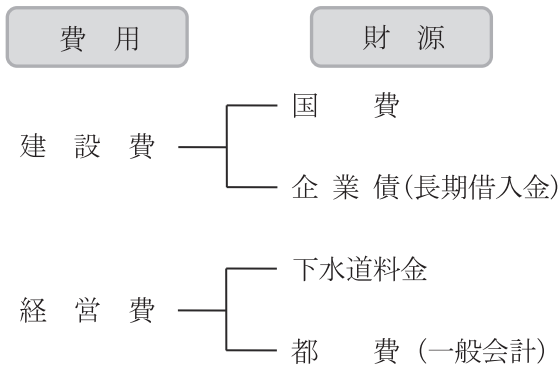 費 用
財 源
建 設 費
国 費
企 業 債(長期借入金)
経 営 費
下水道料金
都 費 (一般会計)